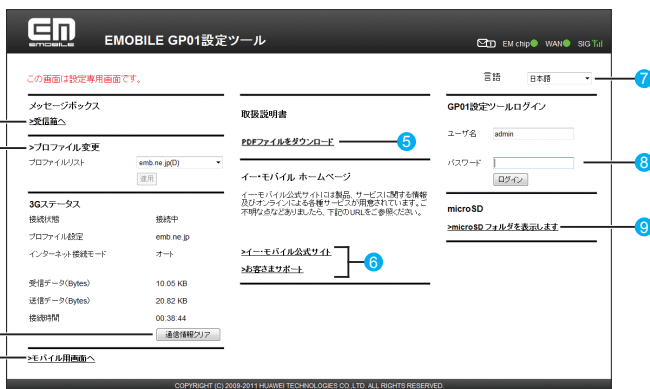 EM
EMOBILE
EMOBILE GP01設定ツール
EM chip WAN SIG
この画面は設定専用画面です。
言語 日本語
7
メッセージボックス
>受信箱へ
>プロファイル変更
プロファイルリスト emb.ne.jp(D)
適用
3Gステータス
接続状態 接続中
プロファイル設定 emb.ne.jp
インターネット接続モード オート
受信データ(Bytes) 10.05 KB
送信データ(Bytes) 20.82 KB
接続時間 00:38:44
通信情報クリア
>モバイル用画面へ
取扱説明書
PDFファイルをダウンロード
5
イー・モバイル ホームページ
イー・モバイル公式サイトには製品、サービスに関する情報
及びオンラインによる各種サービスが用意されています。ご
不明な点などありましたら、下記のURLをご参照ください。
>イー・モバイル公式サイト
>お客さまサポート
6
GP01設定ツールログイン
ユーザ名 admin
パスワード
8
ログイン
microSD
>microSDフォルダを表示します
9
COPYRIGHT (C) 2009-2011 HUAWEI TECHNOLOGIES CO.,LTD. ALL RIGHTS RESERVED.